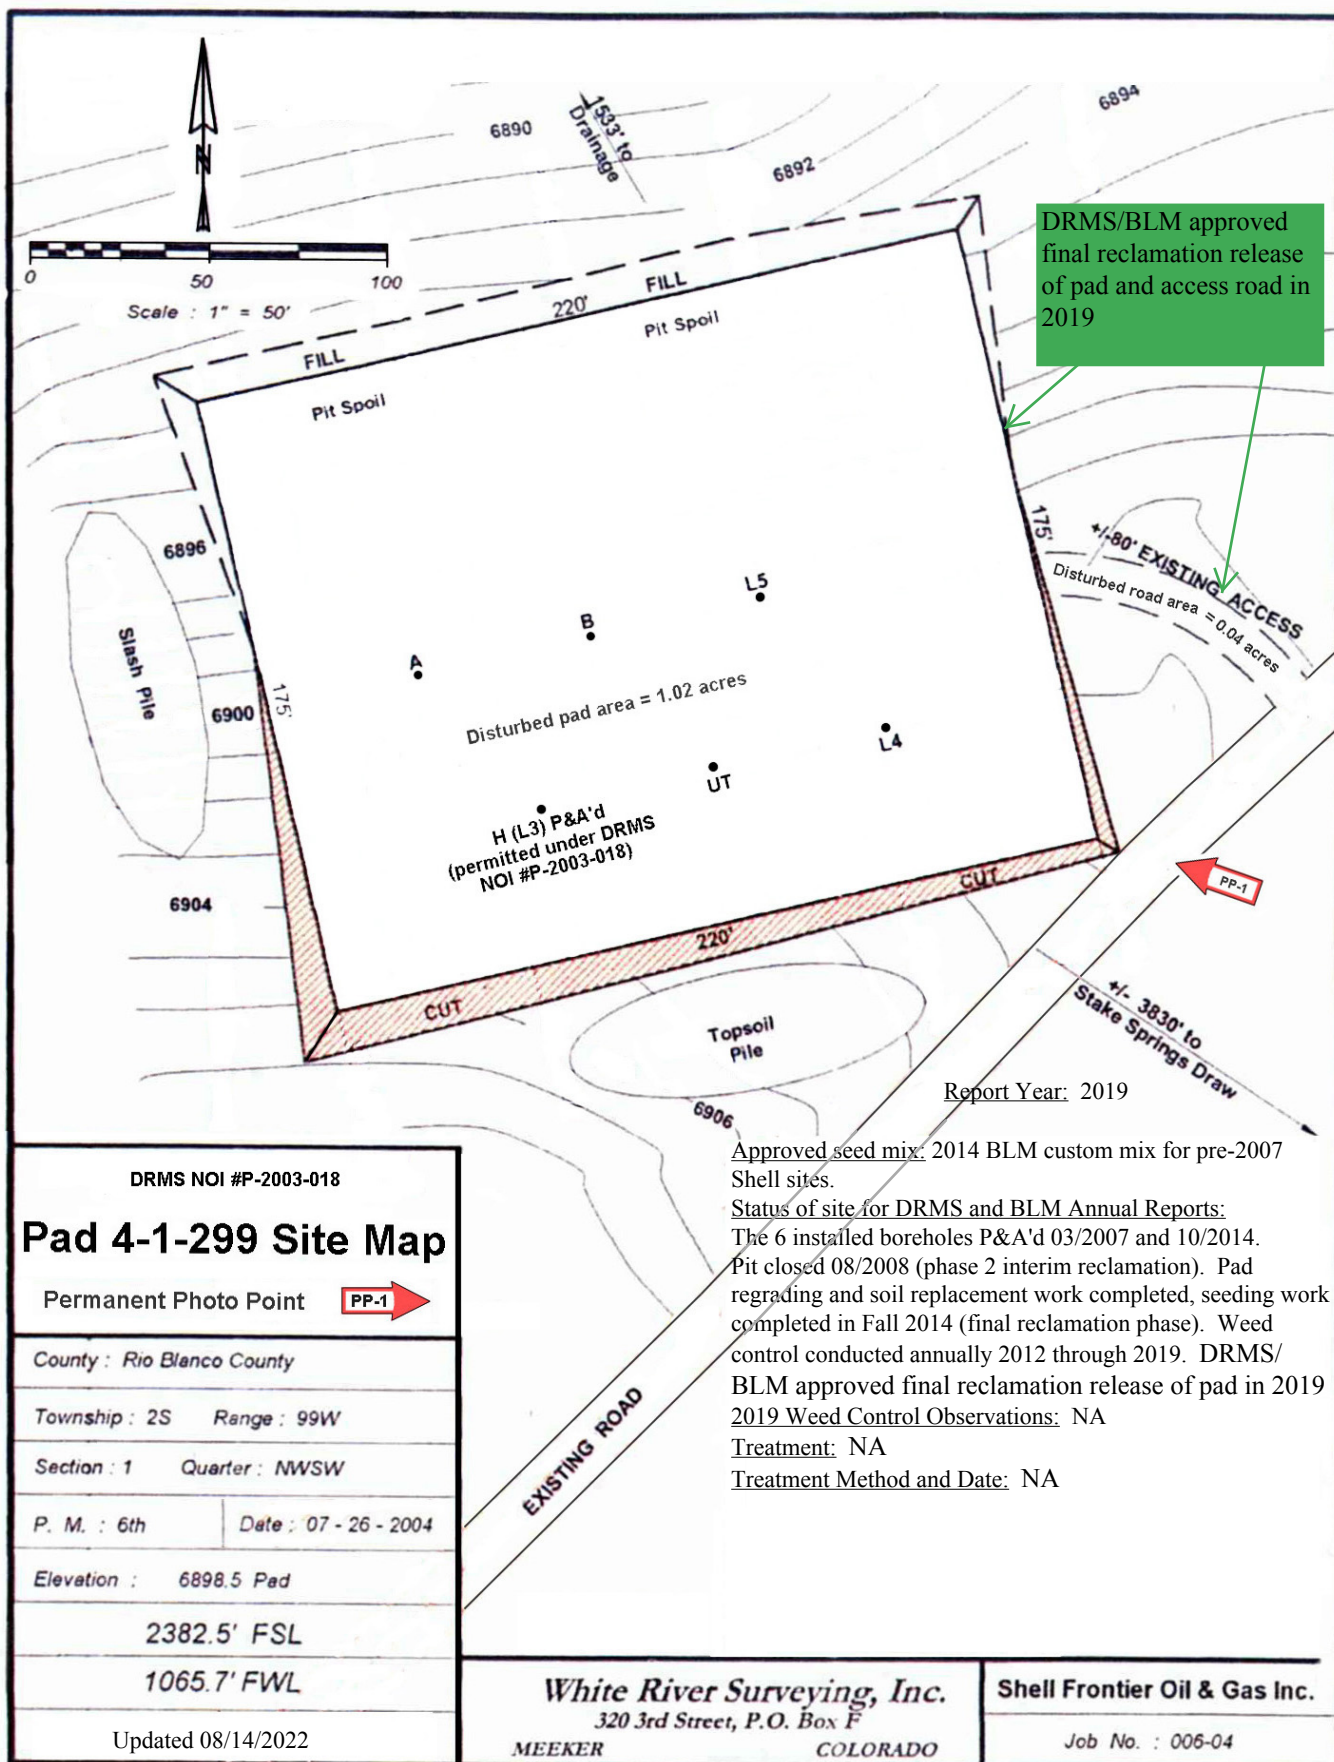 6890
1533' to
Drainage
6892
6894
N
0 50 100
Scale : 1" = 50'
DRMS/BLM approved
final reclamation release
of pad and access road in
2019
FILL
220'
FILL
Pit Spoil
Pit Spoil
6896
Slash Pile
6900
175'
175'
+/-80' EXISTING ACCESS
Disturbed road area = 0.04 acres
A
B
L5
Disturbed pad area = 1.02 acres
L4
UT
H (L3) P&A'd
(permitted under DRMS
NOI #P-2003-018)
6904
CUT
220'
CUT
PP-1
Topsoil
Pile
+/- 3830' to
Stake Springs Draw
6906
EXISTING ROAD
Report Year: 2019
Approved seed mix: 2014 BLM custom mix for pre-2007
Shell sites.
Status of site for DRMS and BLM Annual Reports:
The 6 installed boreholes P&A'd 03/2007 and 10/2014.
Pit closed 08/2008 (phase 2 interim reclamation). Pad
regrading and soil replacement work completed, seeding work
completed in Fall 2014 (final reclamation phase). Weed
control conducted annually 2012 through 2019. DRMS/
BLM approved final reclamation release of pad in 2019
2019 Weed Control Observations: NA
Treatment: NA
Treatment Method and Date: NA
DRMS NOI #P-2003-018
Pad 4-1-299 Site Map
Permanent Photo Point PP-1
County : Rio Blanco County
Township : 2S Range : 99W
Section : 1 Quarter : NWSW
P. M. : 6th Date : 07 - 26 - 2004
Elevation : 6898.5 Pad
2382.5' FSL
1065.7' FWL
Updated 08/14/2022
White River Surveying, Inc.
320 3rd Street, P.O. Box F
MEEKER COLORADO
Shell Frontier Oil & Gas Inc.
Job No. : 006-04